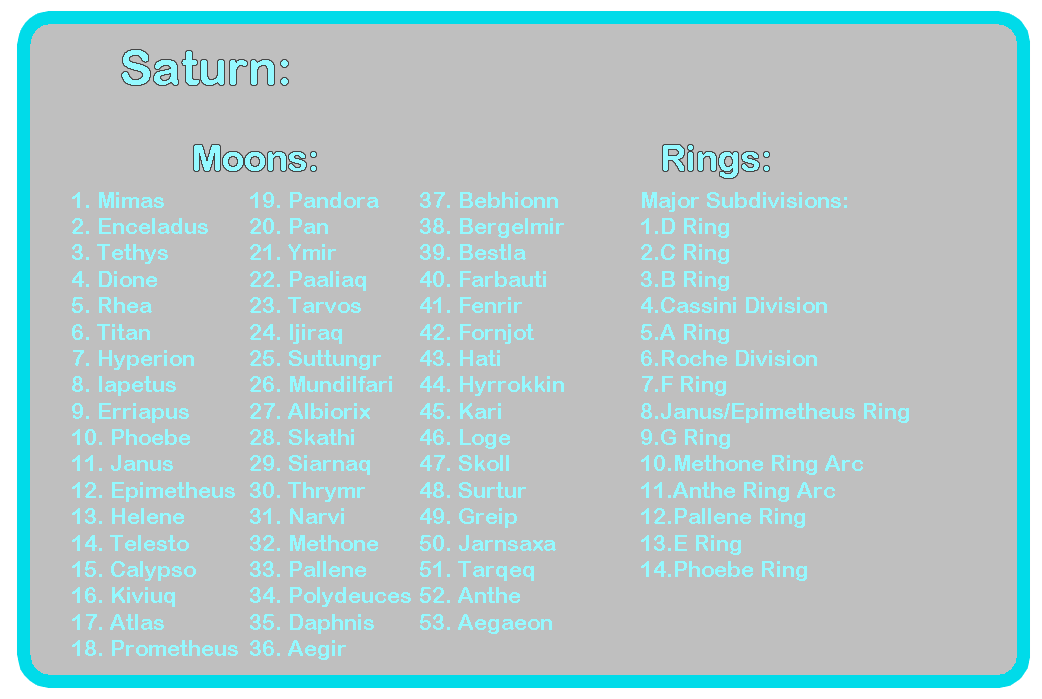 Saturn:
Moons:
1. Mimas
2. Enceladus
3. Tethys
4. Dione
5. Rhea
6. Titan
7. Hyperion
8. Iapetus
9. Erriapus
10. Phoebe
11. Janus
12. Epimetheus
13. Helene
14. Telesto
15. Calypso
16. Kiviuq
17. Atlas
18. Prometheus
19. Pandora
20. Pan
21. Ymir
22. Paaliaq
23. Tarvos
24. Ijiraq
25. Suttungr
26. Mundilfari
27. Albiorix
28. Skathi
29. Siarnaq
30. Thrymr
31. Narvi
32. Methone
33. Pallene
34. Polydeuces
35. Daphnis
36. Aegir
37. Bebhionn
38. Bergelmir
39. Bestla
40. Farbauti
41. Fenrir
42. Fornjot
43. Hati
44. Hyrrokkin
45. Kari
46. Loge
47. Skoll
48. Surtur
49. Greip
50. Jarnsaxa
51. Tarqeq
52. Anthe
53. Aegaeon
Rings:
Major Subdivisions:
1.D Ring
2.C Ring
3.B Ring
4.Cassini Division
5.A Ring
6.Roche Division
7.F Ring
8.Janus/Epimetheus Ring
9.G Ring
10.Methone Ring Arc
11.Anthe Ring Arc
12.Pallene Ring
13.E Ring
14.Phoebe Ring